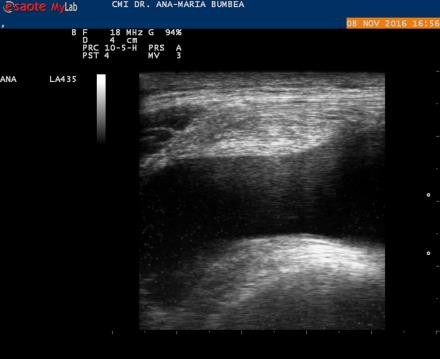 esaote MyLab
CMI DR. ANA-MARIA BUMBEA
,
08 NOV 2016 16:56
B F 18 MHz G 94%
D 4 cm
PRC 10-5-H PRS A
PST 4 MV 3
ANA LA435